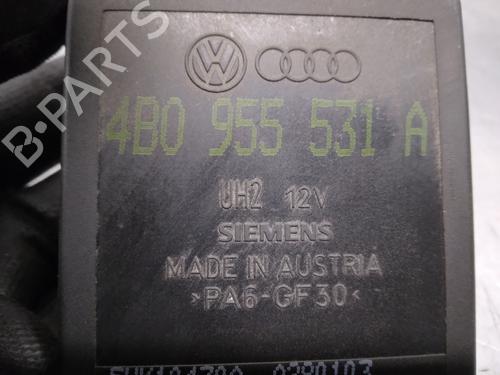 B-PARTS
4B0 955 531 A
UH2 12V
SIEMENS
MADE IN AUSTRIA
>PA6-GF30<